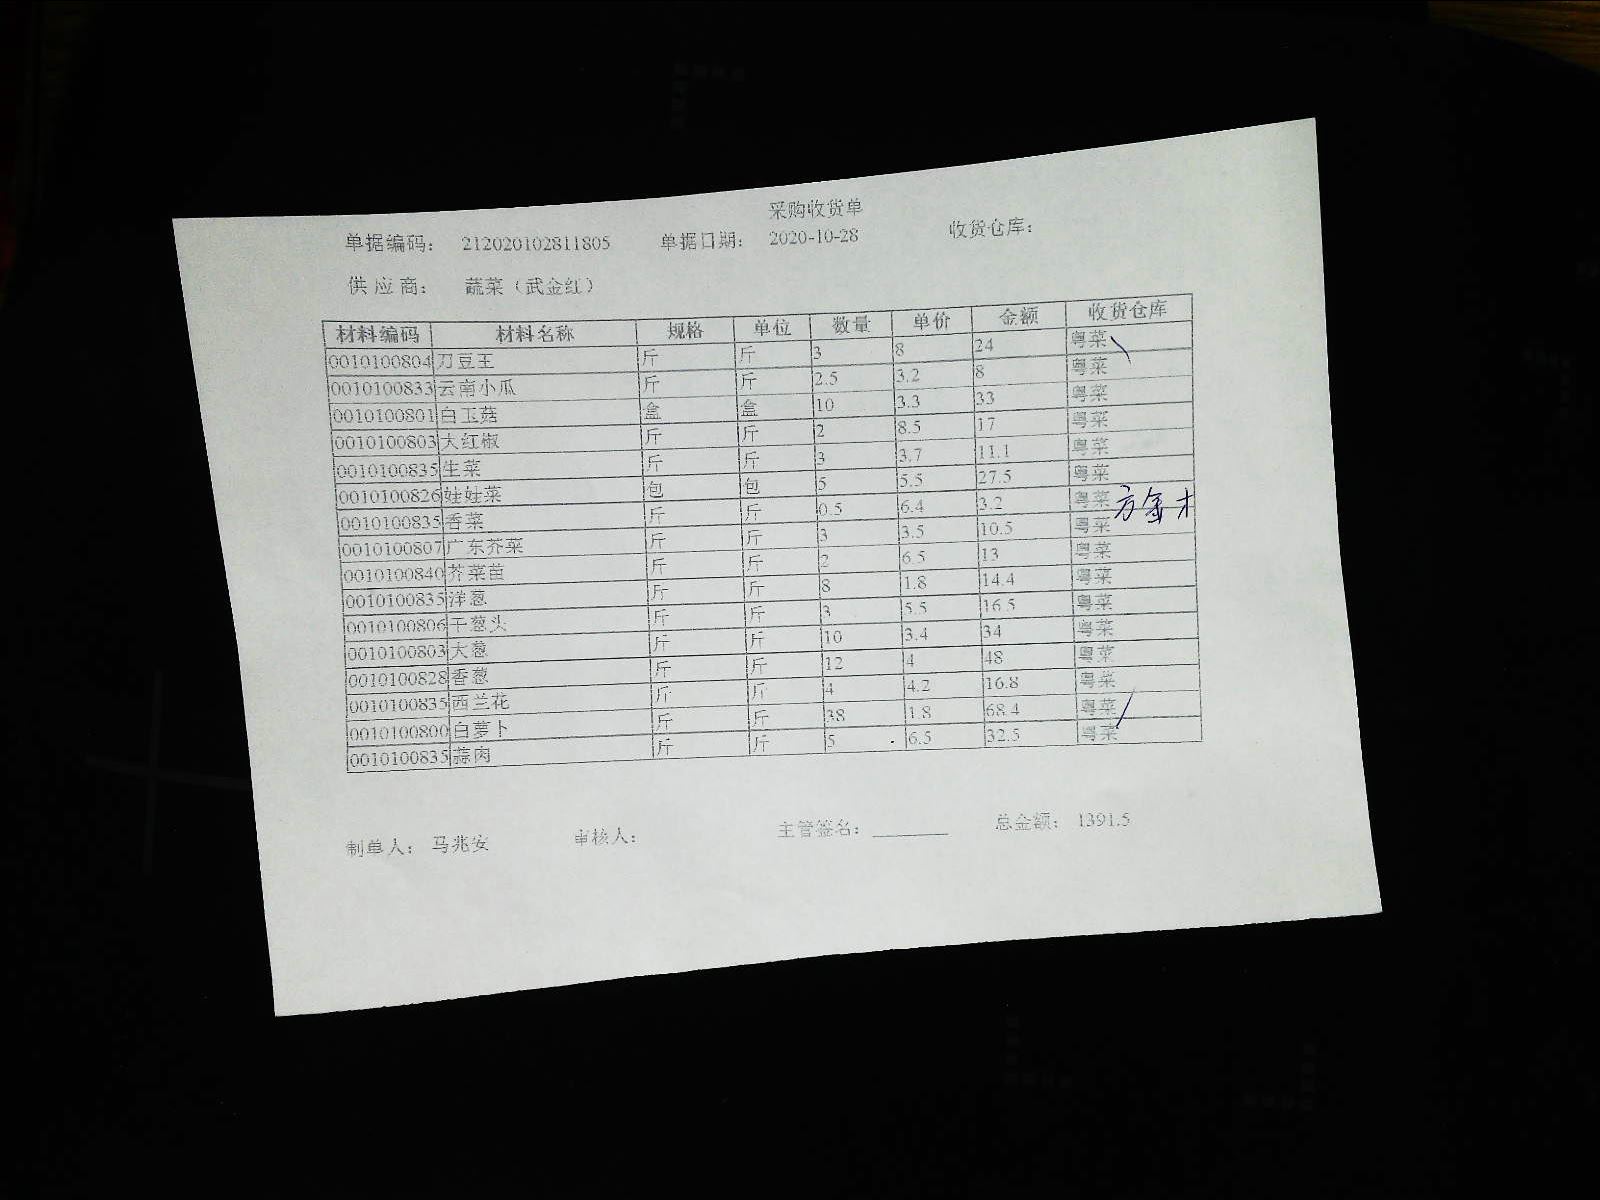 采购收货单
单据编码： 212020102811805 单据日期： 2020-10-28 收货仓库：
供应商： 蔬菜（武金红）
材料编码 材料名称 规格 单位 数量 单价 金额 收货仓库
0010100804 刀豆王 斤 斤 3 8 24 粤菜
0010100833 云南小瓜 斤 斤 2.5 3.2 8 粤菜
0010100801 白玉菇 盒 盒 10 3.3 33 粤菜
0010100803 大红椒 斤 斤 2 8.5 17 粤菜
0010100835 生菜 斤 斤 3 3.7 11.1 粤菜
0010100826 娃娃菜 包 包 5 5.5 27.5 粤菜
0010100835 香菜 斤 斤 0.5 6.4 3.2 粤菜
0010100807 广东芥菜 斤 斤 3 3.5 10.5 粤菜
0010100840 芥菜苗 斤 斤 2 6.5 13 粤菜
0010100835 洋葱 斤 斤 8 1.8 14.4 粤菜
0010100806 干葱头 斤 斤 3 5.5 16.5 粤菜
0010100803 大葱 斤 斤 10 3.4 34 粤菜
0010100828 香葱 斤 斤 12 4 48 粤菜
0010100835 西兰花 斤 斤 4 4.2 16.8 粤菜
0010100800 白萝卜 斤 斤 38 1.8 68.4 粤菜
0010100835 蒜肉 斤 斤 5 6.5 32.5 粤菜
制单人： 马兆安 审核人： 主管签名： 总金额： 1391.5